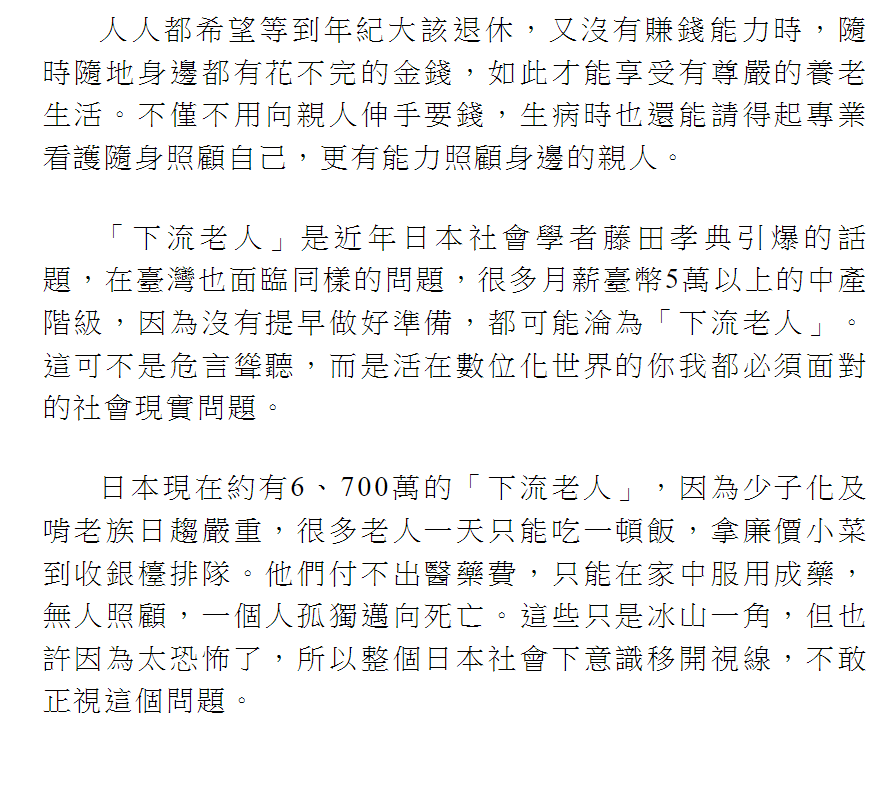 人人都希望等到年紀大該退休，又沒有賺錢能力時，隨
時隨地身邊都有花不完的金錢，如此才能享受有尊嚴的養老
生活。不僅不用向親人伸手要錢，生病時也還能請得起專業
看護隨身照顧自己，更有能力照顧身邊的親人。
「下流老人」是近年日本社會學者藤田孝典引爆的話
題，在臺灣也面臨同樣的問題，很多月薪臺幣5萬以上的中產
階級，因為沒有提早做好準備，都可能淪為「下流老人」。
這可不是危言聳聽，而是活在數位化世界的你我都必須面對
的社會現實問題。
日本現在約有6、700萬的「下流老人」，因為少子化及
啃老族日趨嚴重，很多老人一天只能吃一頓飯，拿廉價小菜
到收銀檯排隊。他們付不出醫藥費，只能在家中服用成藥，
無人照顧，一個人孤獨邁向死亡。這些只是冰山一角，但也
許因為太恐怖了，所以整個日本社會下意識移開視線，不敢
正視這個問題。